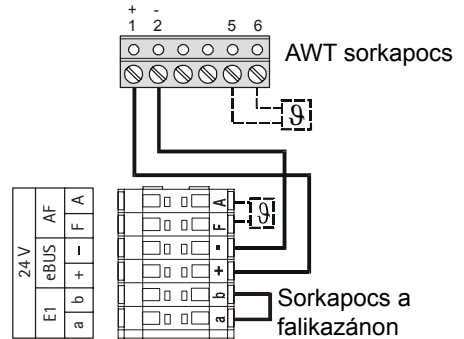 + -
1 2 5 6
AWT sorkapocs
ϑ
24 V
eBUS
AF
E1
A
F
-
+
b
a
A
F
-
+
b
a
ϑ
Sorkapocs a
falikazánon